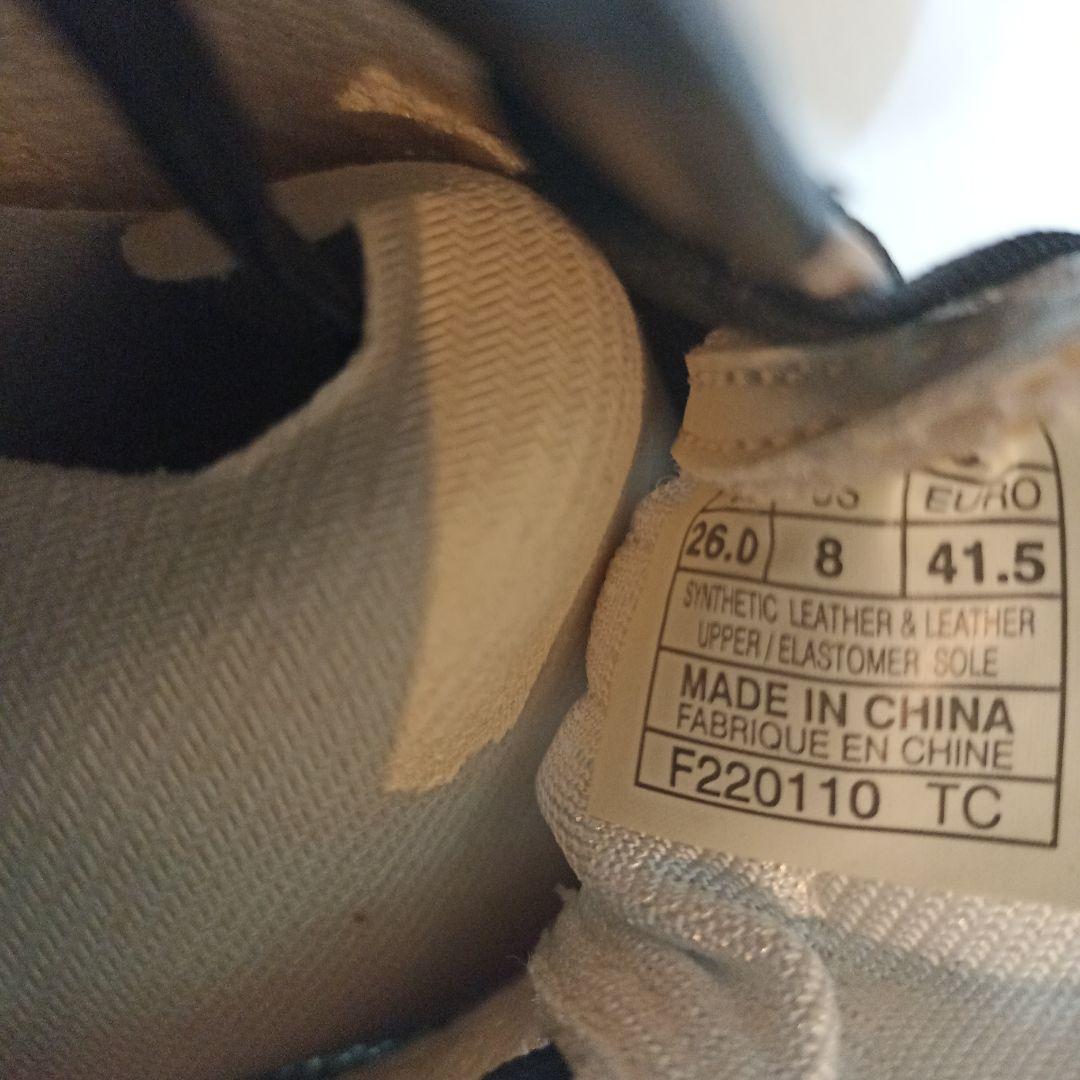 US EURO
26.0 8 41.5
SYNTHETIC LEATHER & LEATHER
UPPER / ELASTOMER SOLE
MADE IN CHINA
FABRIQUE EN CHINE
F220110 TC